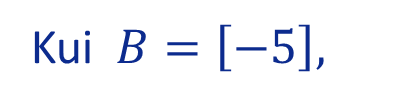 Kui B = [−5],